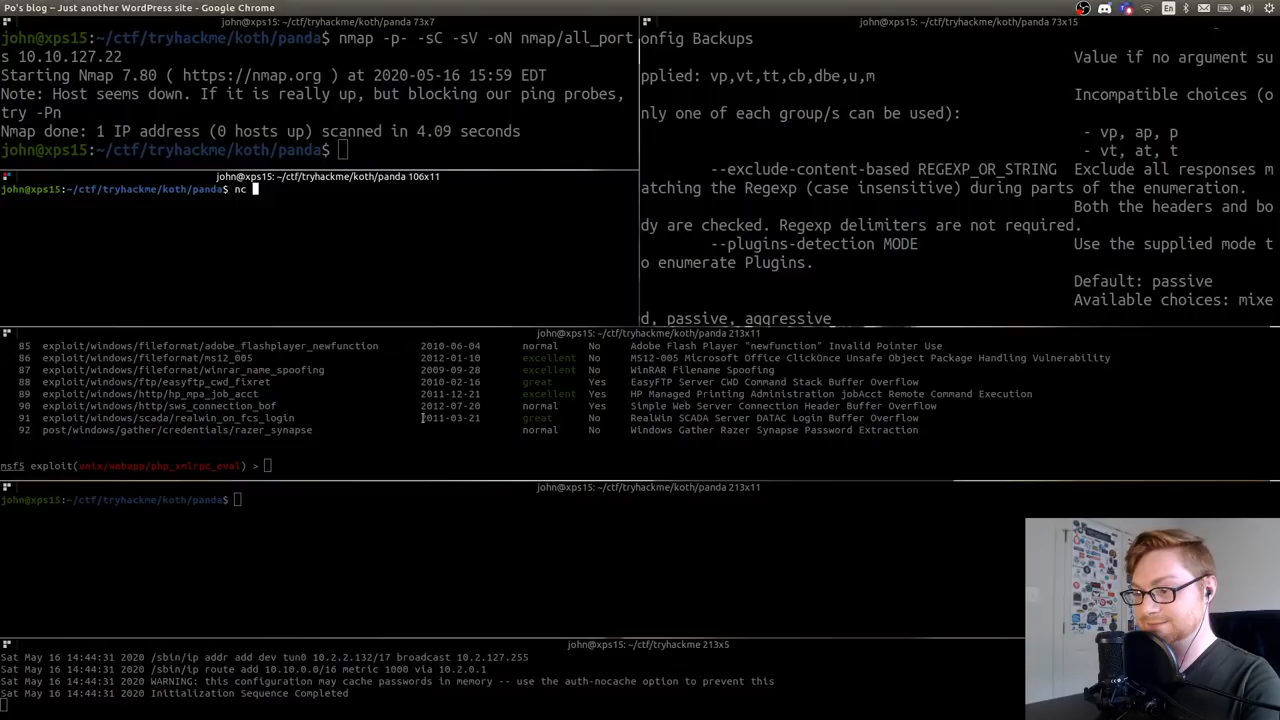 Po's blog – Just another WordPress site - Google Chrome
En
john@xps15: ~/ctf/tryhackme/koth/panda 73x7
john@xps15:~/ctf/tryhackme/koth/panda$ nmap -p- -sC -sV -oN nmap/all_port
s 10.10.127.22
Starting Nmap 7.80 ( https://nmap.org ) at 2020-05-16 15:59 EDT
Note: Host seems down. If it is really up, but blocking our ping probes,
try -Pn
Nmap done: 1 IP address (0 hosts up) scanned in 4.09 seconds
john@xps15:~/ctf/tryhackme/koth/panda$
john@xps15: ~/ctf/tryhackme/koth/panda 73x15
onfig Backups
Value if no argument su
pplied: vp,vt,tt,cb,dbe,u,m
Incompatible choices (o
nly one of each group/s can be used):
- vp, ap, p
- vt, at, t
--exclude-content-based REGEXP_OR_STRING Exclude all responses m
atching the Regexp (case insensitive) during parts of the enumeration.
Both the headers and bo
dy are checked. Regexp delimiters are not required.
--plugins-detection MODE Use the supplied mode t
o enumerate Plugins.
Default: passive
Available choices: mixe
d, passive, aggressive
john@xps15: ~/ctf/tryhackme/koth/panda 106x11
john@xps15:~/ctf/tryhackme/koth/panda$ nc
john@xps15: ~/ctf/tryhackme/koth/panda 213x11
85 exploit/windows/fileformat/adobe_flashplayer_newfunction 2010-06-04 normal No Adobe Flash Player "newfunction" Invalid Pointer Use
86 exploit/windows/fileformat/ms12_005 2012-01-10 excellent No MS12-005 Microsoft Office ClickOnce Unsafe Object Package Handling Vulnerability
87 exploit/windows/fileformat/winrar_name_spoofing 2009-09-28 excellent No WinRAR Filename Spoofing
88 exploit/windows/ftp/easyftp_cwd_fixret 2010-02-16 great Yes EasyFTP Server CWD Command Stack Buffer Overflow
89 exploit/windows/http/hp_mpa_job_acct 2011-12-21 excellent Yes HP Managed Printing Administration jobAcct Remote Command Execution
90 exploit/windows/http/sws_connection_bof 2012-07-20 normal Yes Simple Web Server Connection Header Buffer Overflow
91 exploit/windows/scada/realwin_on_fcs_login 2011-03-21 great No RealWin SCADA Server DATAC Login Buffer Overflow
92 post/windows/gather/credentials/razer_synapse normal No Windows Gather Razer Synapse Password Extraction
msf5 exploit(unix/webapp/php_xmlrpc_eval) >
john@xps15: ~/ctf/tryhackme/koth/panda 213x11
john@xps15:~/ctf/tryhackme/koth/panda$
john@xps15: ~/ctf/tryhackme 213x5
Sat May 16 14:44:31 2020 /sbin/ip addr add dev tun0 10.2.2.132/17 broadcast 10.2.127.255
Sat May 16 14:44:31 2020 /sbin/ip route add 10.10.0.0/16 metric 1000 via 10.2.0.1
Sat May 16 14:44:31 2020 WARNING: this configuration may cache passwords in memory -- use the auth-nocache option to prevent this
Sat May 16 14:44:31 2020 Initialization Sequence Completed